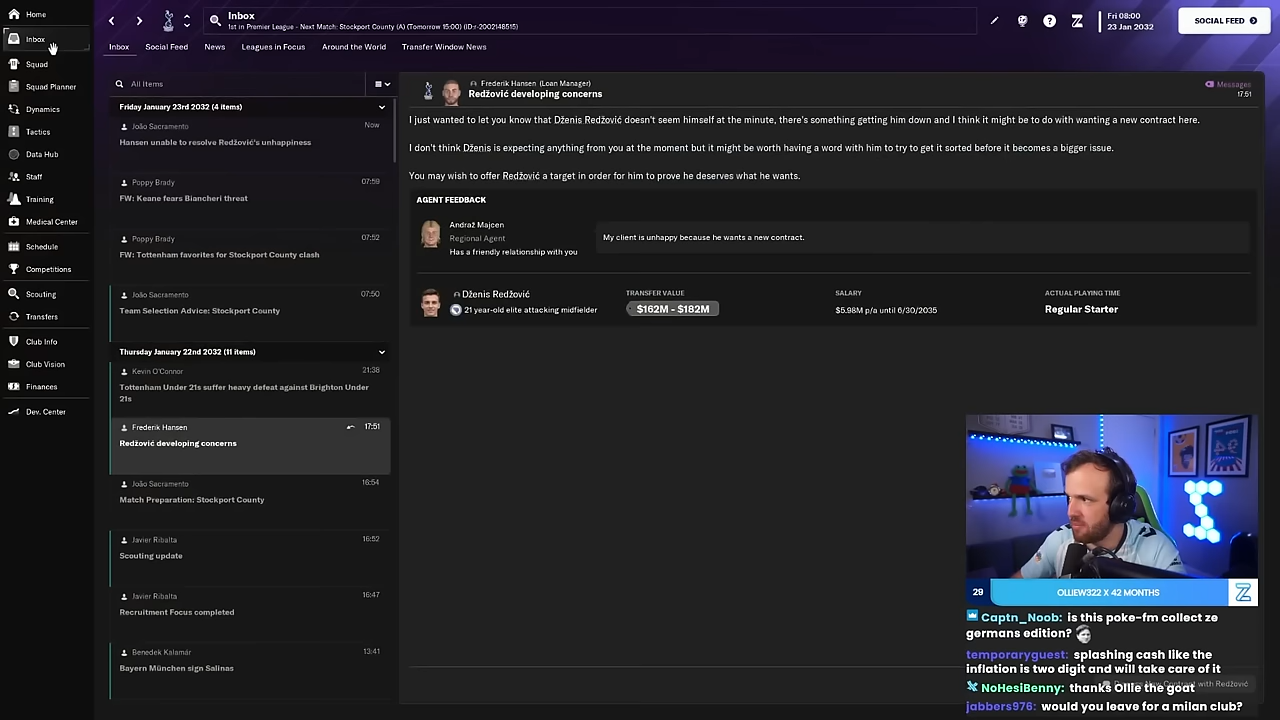 Home
Inbox
Squad
Squad Planner
Dynamics
Tactics
Data Hub
Staff
Training
Medical Center
Schedule
Competitions
Scouting
Transfers
Club Info
Club Vision
Finances
Dev. Center
Inbox
1st in Premier League - Next Match: Stockport County (A) (Tomorrow 15:00) (ID:r-2002148515)
Fri 08:00
23 Jan 2032
SOCIAL FEED
Inbox
Social Feed
News
Leagues in Focus
Around the World
Transfer Window News
All Items
Friday January 23rd 2032 (4 items)
João Sacramento
Now
Hansen unable to resolve Redžović's unhappiness
Poppy Brady
07:59
FW: Keane fears Biancheri threat
Poppy Brady
07:52
FW: Tottenham favorites for Stockport County clash
João Sacramento
07:50
Team Selection Advice: Stockport County
Thursday January 22nd 2032 (11 items)
Kevin O'Connor
21:38
Tottenham Under 21s suffer heavy defeat against Brighton Under
21s
Frederik Hansen
17:51
Redžović developing concerns
João Sacramento
16:54
Match Preparation: Stockport County
Javier Ribalta
16:52
Scouting update
Javier Ribalta
16:47
Recruitment Focus completed
Benedek Kalamár
13:41
Bayern München sign Salinas
Frederik Hansen (Loan Manager)
Redžović developing concerns
Messages
17:51
I just wanted to let you know that Dženis Redžović doesn't seem himself at the minute, there's something getting him down and I think it might be to do with wanting a new contract here.
I don't think Dženis is expecting anything from you at the moment but it might be worth having a word with him to try to get it sorted before it becomes a bigger issue.
You may wish to offer Redžović a target in order for him to prove he deserves what he wants.
AGENT FEEDBACK
Andraž Majcen
Regional Agent
Has a friendly relationship with you
My client is unhappy because he wants a new contract.
Dženis Redžović
21 year-old elite attacking midfielder
TRANSFER VALUE
$162M - $182M
SALARY
$5.98M p/a until 6/30/2035
ACTUAL PLAYING TIME
Regular Starter
29
OLLIEW322 X 42 MONTHS
Captn_Noob: is this poke-fm collect ze
germans edition?
temporaryguest: splashing cash like the
inflation is two digit and will take care of it
NoHesiBenny: thanks Ollie the goat
New Contract with Redžović
jabbers976: would you leave for a milan club?